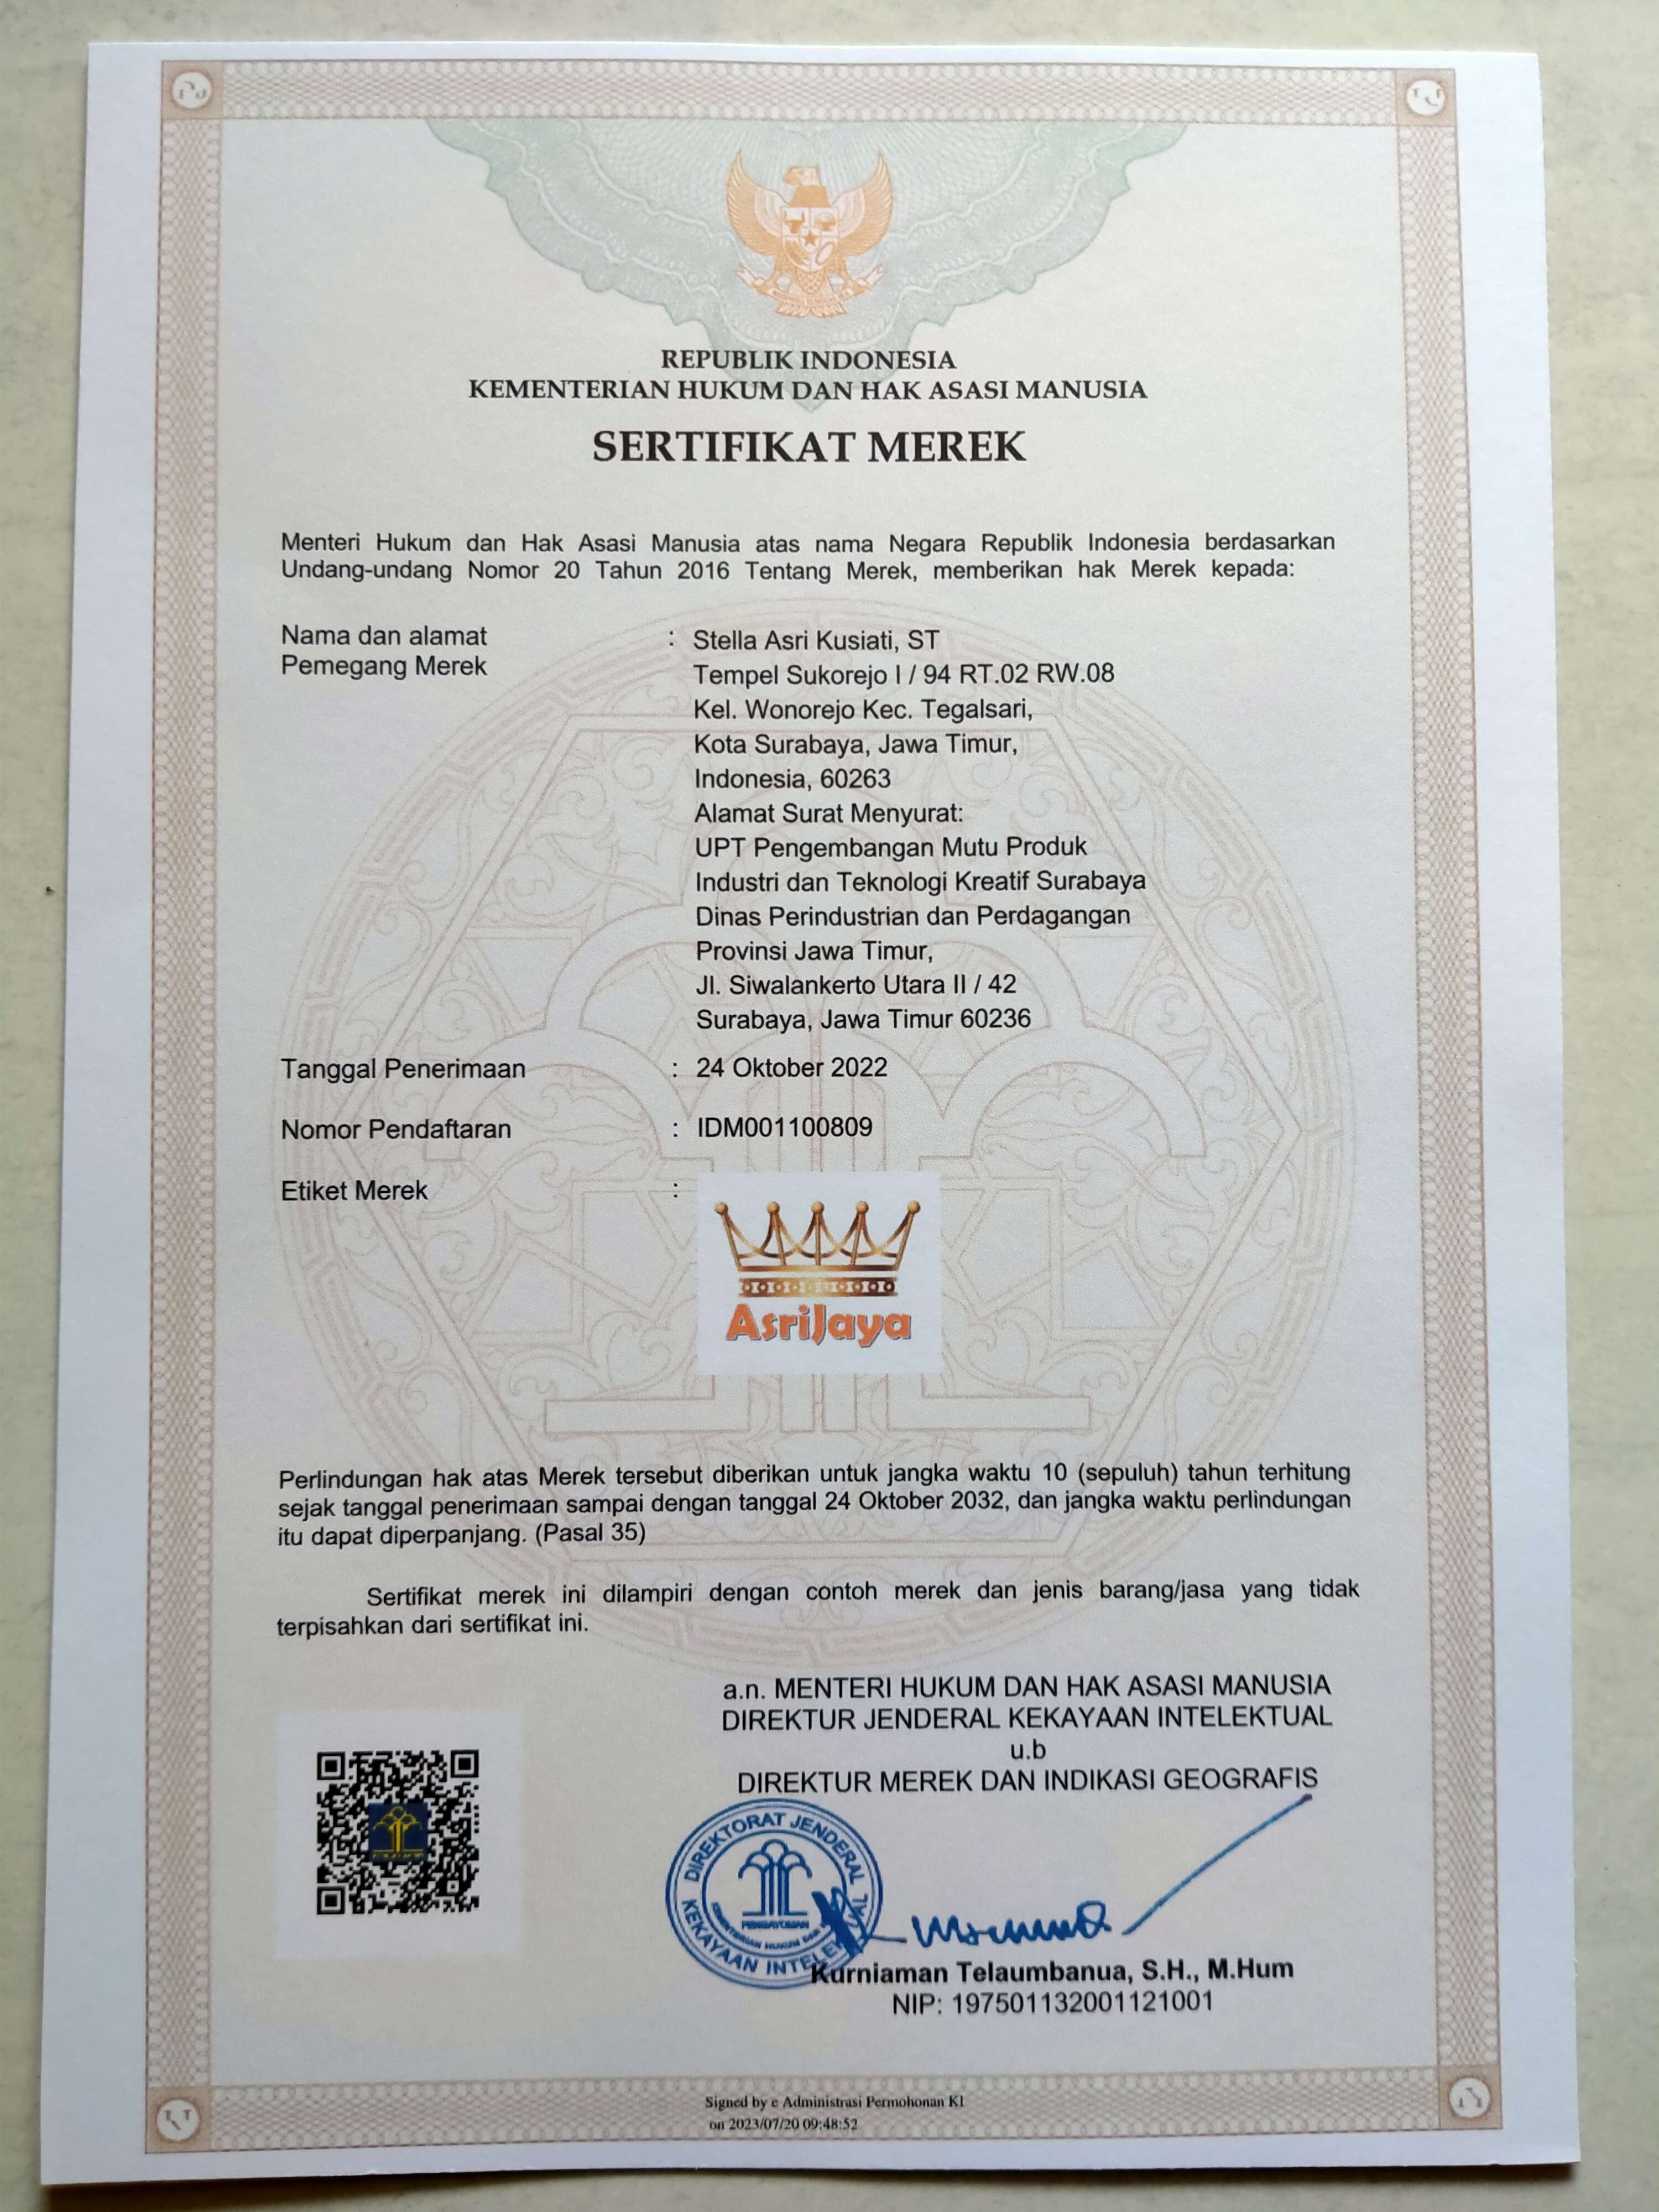 REPUBLIK INDONESIA
KEMENTERIAN HUKUM DAN HAK ASASI MANUSIA
SERTIFIKAT MEREK
Menteri Hukum dan Hak Asasi Manusia atas nama Negara Republik Indonesia berdasarkan
Undang-undang Nomor 20 Tahun 2016 Tentang Merek, memberikan hak Merek kepada:
Nama dan alamat
Pemegang Merek
: Stella Asri Kusiati, ST
Tempel Sukorejo I / 94 RT.02 RW.08
Kel. Wonorejo Kec. Tegalsari,
Kota Surabaya, Jawa Timur,
Indonesia, 60263
Alamat Surat Menyurat:
UPT Pengembangan Mutu Produk
Industri dan Teknologi Kreatif Surabaya
Dinas Perindustrian dan Perdagangan
Provinsi Jawa Timur,
Jl. Siwalankerto Utara II / 42
Surabaya, Jawa Timur 60236
Tanggal Penerimaan : 24 Oktober 2022
Nomor Pendaftaran : IDM001100809
Etiket Merek :
AsriJaya
Perlindungan hak atas Merek tersebut diberikan untuk jangka waktu 10 (sepuluh) tahun terhitung
sejak tanggal penerimaan sampai dengan tanggal 24 Oktober 2032, dan jangka waktu perlindungan
itu dapat diperpanjang. (Pasal 35)
Sertifikat merek ini dilampiri dengan contoh merek dan jenis barang/jasa yang tidak
terpisahkan dari sertifikat ini.
a.n. MENTERI HUKUM DAN HAK ASASI MANUSIA
DIREKTUR JENDERAL KEKAYAAN INTELEKTUAL
u.b
DIREKTUR MEREK DAN INDIKASI GEOGRAFIS
DIREKTORAT JENDERAL
KEKAYAAN
PENGAYOMAN
Kurniaman Telaumbanua, S.H., M.Hum
NIP: 197501132001121001
Signed by e Administrasi Permohonan KI
on 2023/07/20 09:48:52